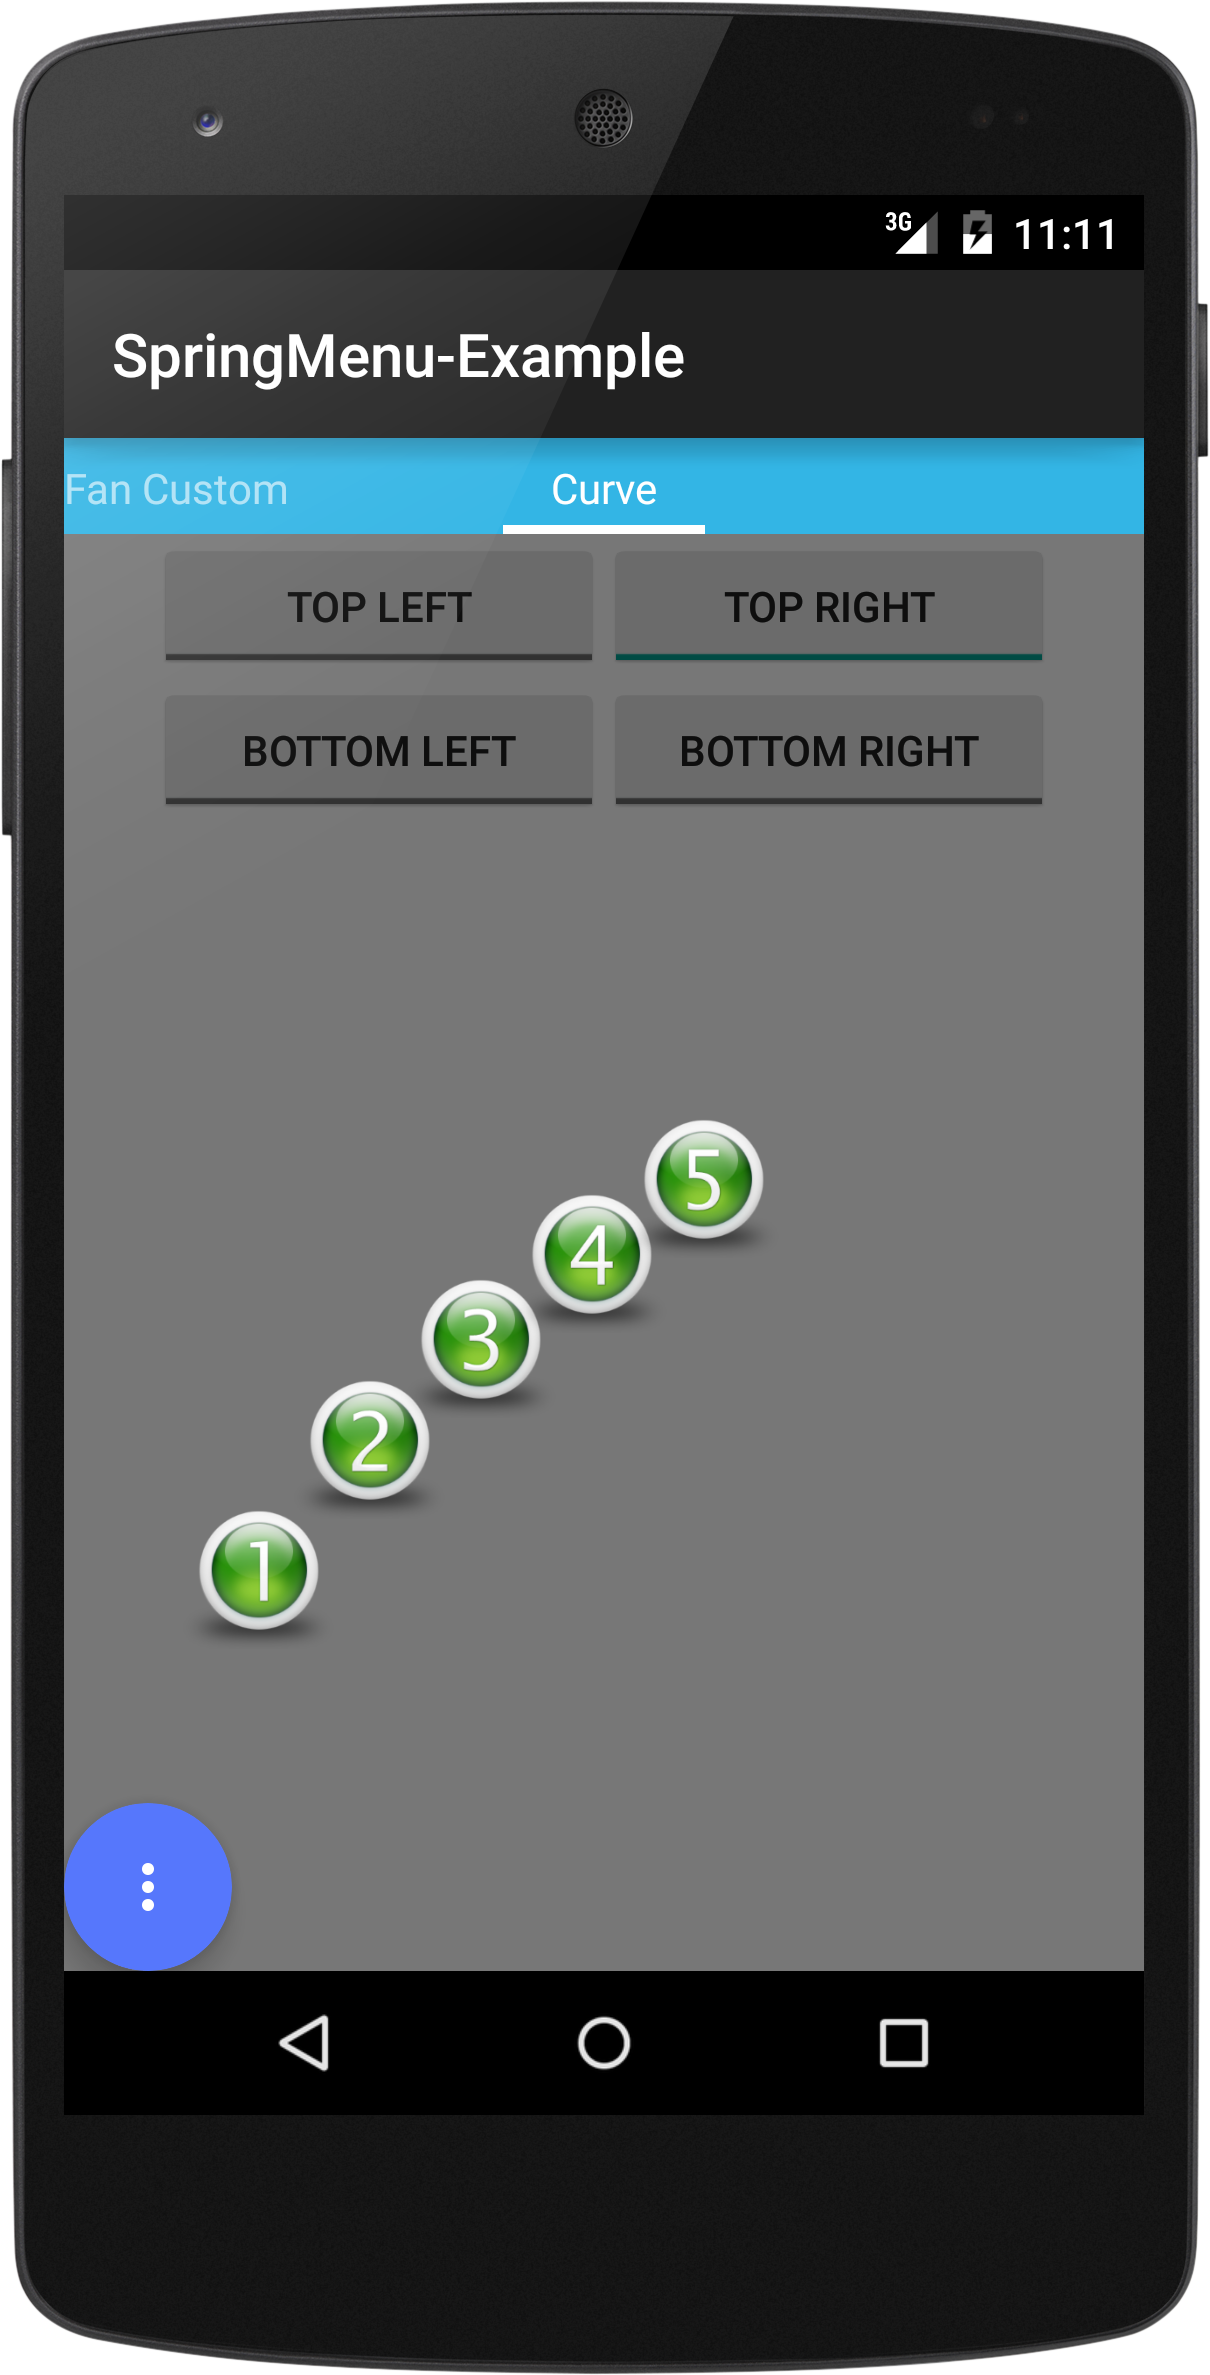 3G 11:11
SpringMenu-Example
Fan Custom Curve
TOP LEFT TOP RIGHT
BOTTOM LEFT BOTTOM RIGHT
5
4
3
2
1